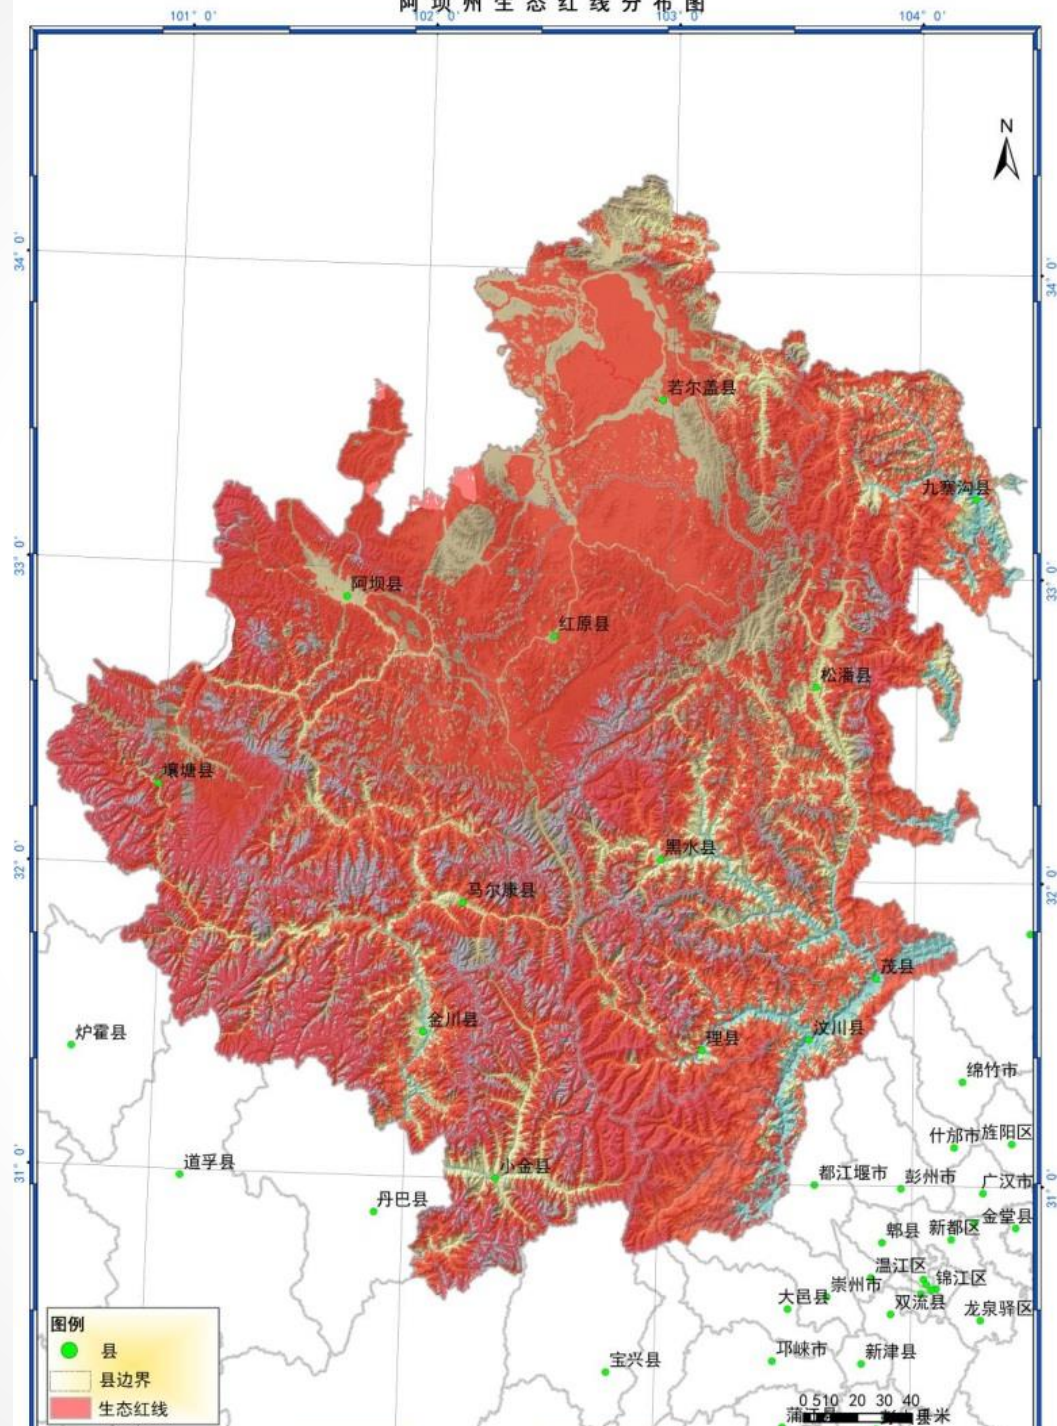 阿坝州生态红线分布图
101°0′
102°0′
103°0′
104°0′
N
34°0′
34°0′
若尔盖县
九寨沟县
33°0′
33°0′
阿坝县
红原县
松潘县
壤塘县
黑水县
32°0′
32°0′
马尔康县
茂县
金川县
汶川县
理县
炉霍县
绵竹市
什邡市
旌阳区
31°0′
31°0′
道孚县
小金县
都江堰市
彭州市
广汉市
丹巴县
金堂县
郫县
新都区
温江区
崇州市
锦江区
大邑县
双流县
龙泉驿区
图例
县
县边界
生态红线
宝兴县
邛崃市
新津县
0 510 20 30 40
蒲江县
千米